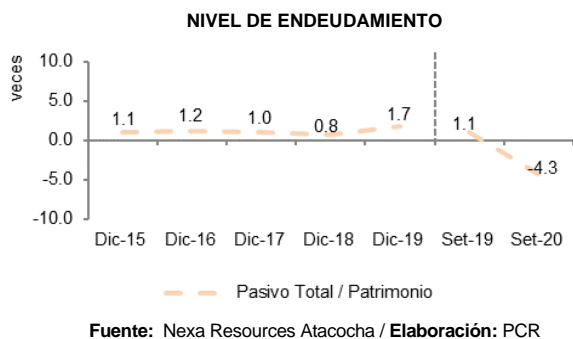 NIVEL DE ENDEUDAMIENTO
veces
10.0
5.0
0.0
-5.0
-10.0
1.1
1.2
1.0
0.8
1.7
1.1
-4.3
Dic-15 Dic-16 Dic-17 Dic-18 Dic-19 Set-19 Set-20
Pasivo Total / Patrimonio
Fuente: Nexa Resources Atacocha / Elaboración: PCR